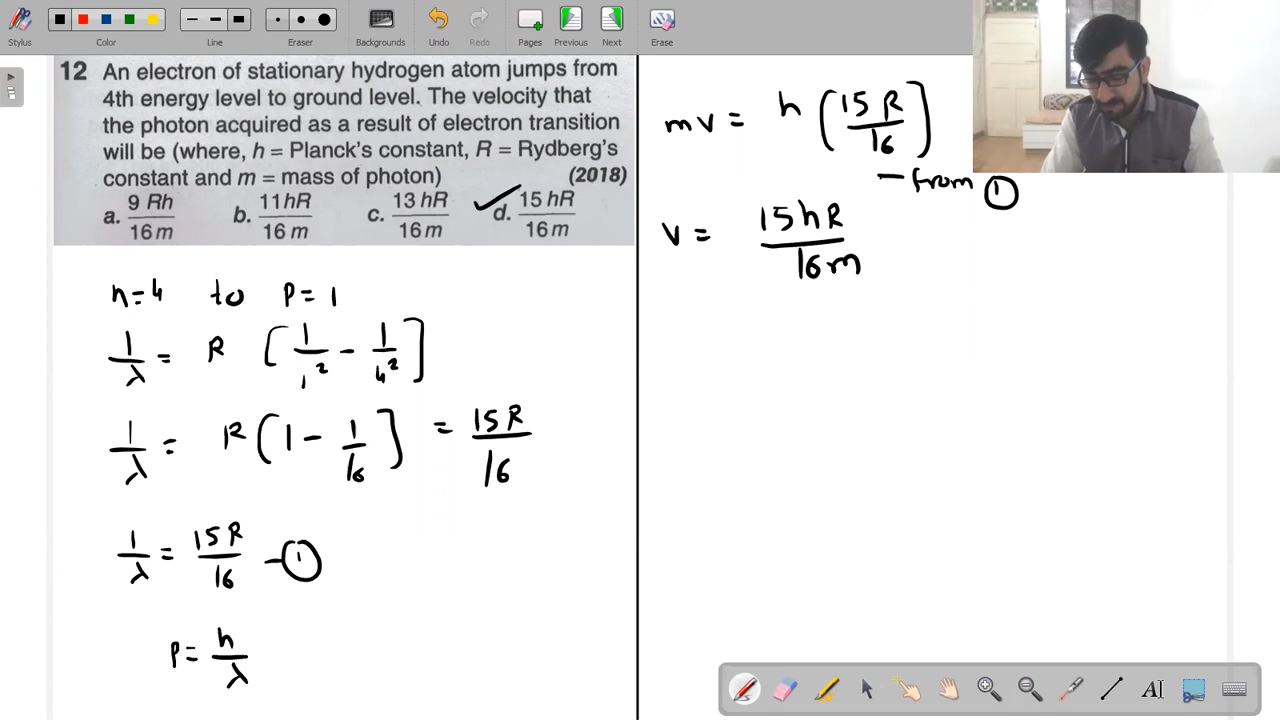 Stylus Color Line Eraser Backgrounds Undo Redo Pages Previous Next Erase
12 An electron of stationary hydrogen atom jumps from
4th energy level to ground level. The velocity that
the photon acquired as a result of electron transition
will be (where, h = Planck's constant, R = Rydberg's
constant and m = mass of photon) (2018)
a. 9 Rh / 16 m b. 11hR / 16 m c. 13 hR / 16 m d. 15 hR / 16 m
n=4 to P=1
1/λ = R [1/1² - 1/4²]
1/λ = R(1 - 1/16] = 15R/16
1/λ = 15R/16 -①
P = h/λ
mv = h (15R/16]
- from ①
v = 15hR/16m
AI